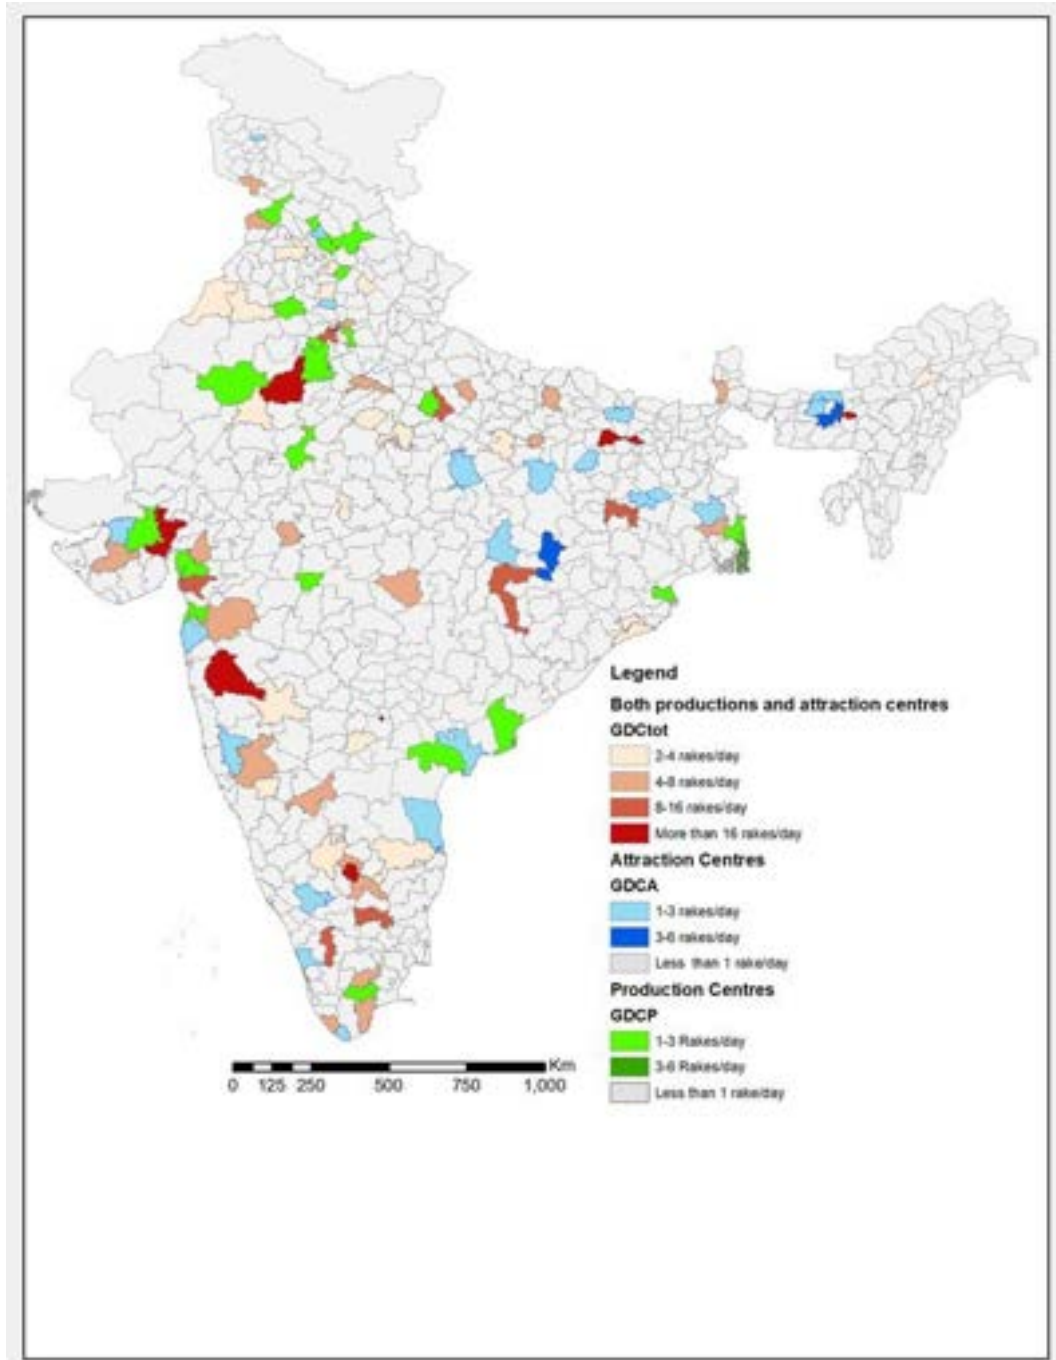 Legend
Both productions and attraction centres
GDCtot
2-4 rakes/day
4-8 rakes/day
8-16 rakes/day
More than 16 rakes/day
Attraction Centres
GDCA
1-3 rakes/day
3-6 rakes/day
Less than 1 rake/day
Production Centres
GDCP
1-3 Rakes/day
3-6 Rakes/day
Less than 1 rake/day
Km
0 125 250 500 750 1,000